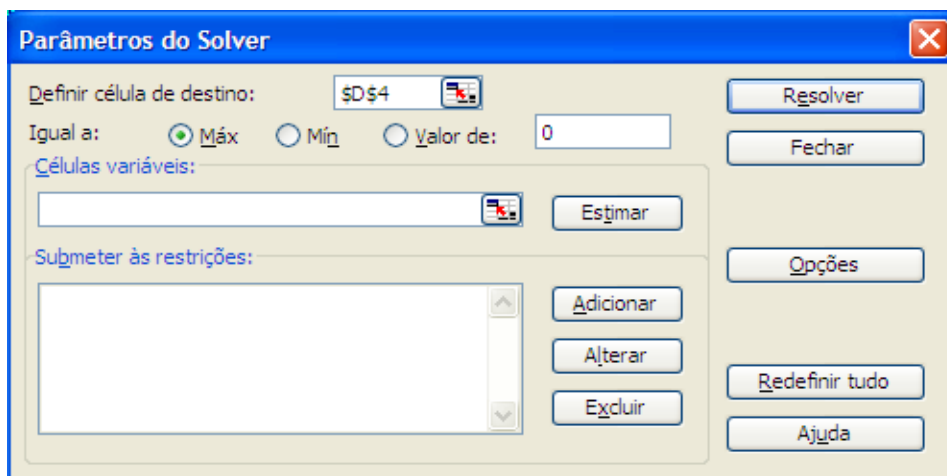 Parâmetros do Solver
Definir célula de destino: $D$4 Resolver
Igual a: Máx Mín Valor de: 0 Fechar
Células variáveis:
Estimar
Submeter às restrições: Opções
Adicionar
Alterar
Redefinir tudo
Excluir
Ajuda